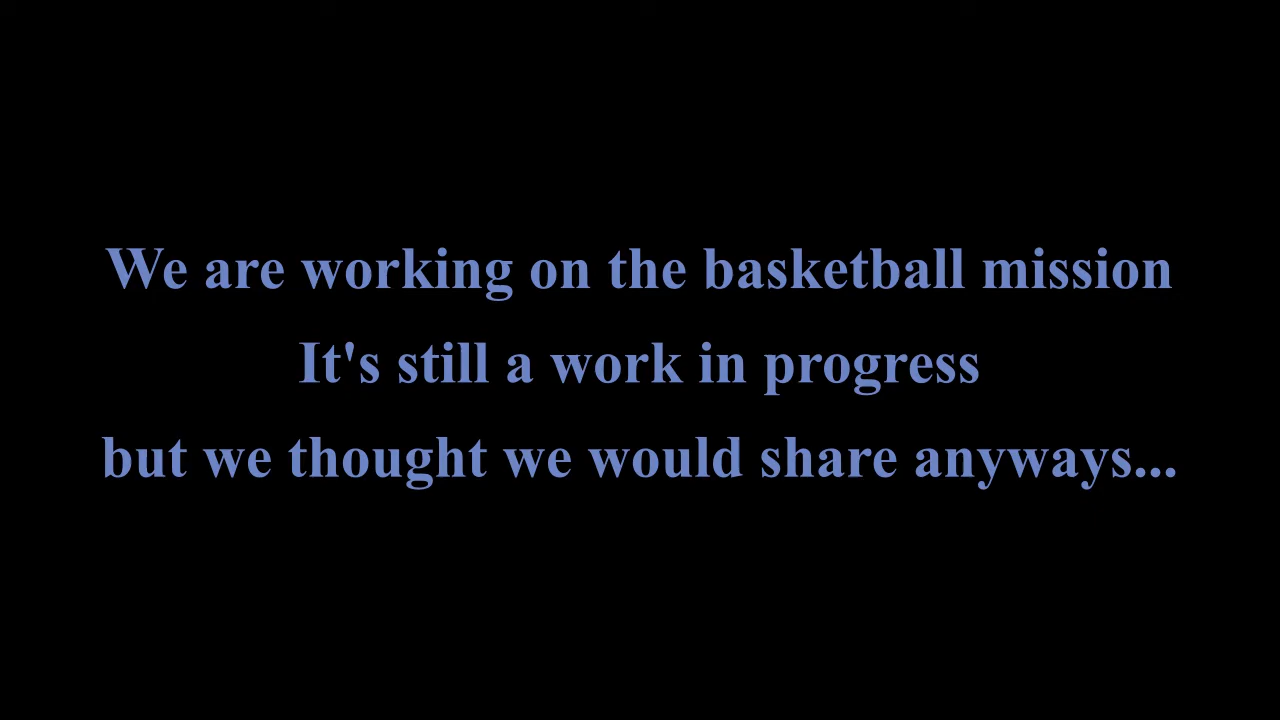 We are working on the basketball mission
It's still a work in progress
but we thought we would share anyways...